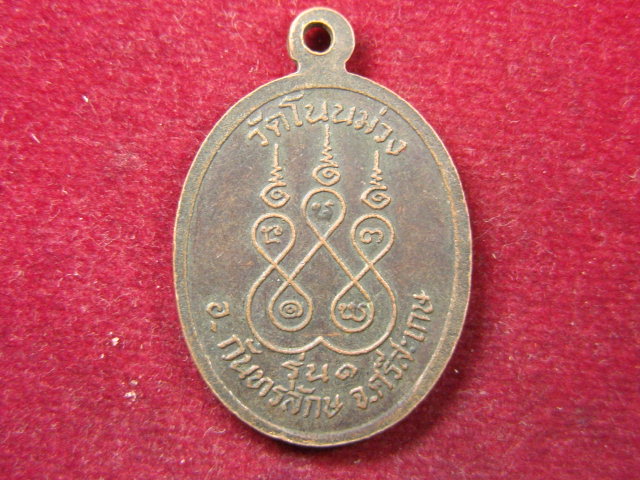 วัดโนนม่วง
รุ่น ๑
อ. กันทรลักษ์ จ. ศรีสะเกษ